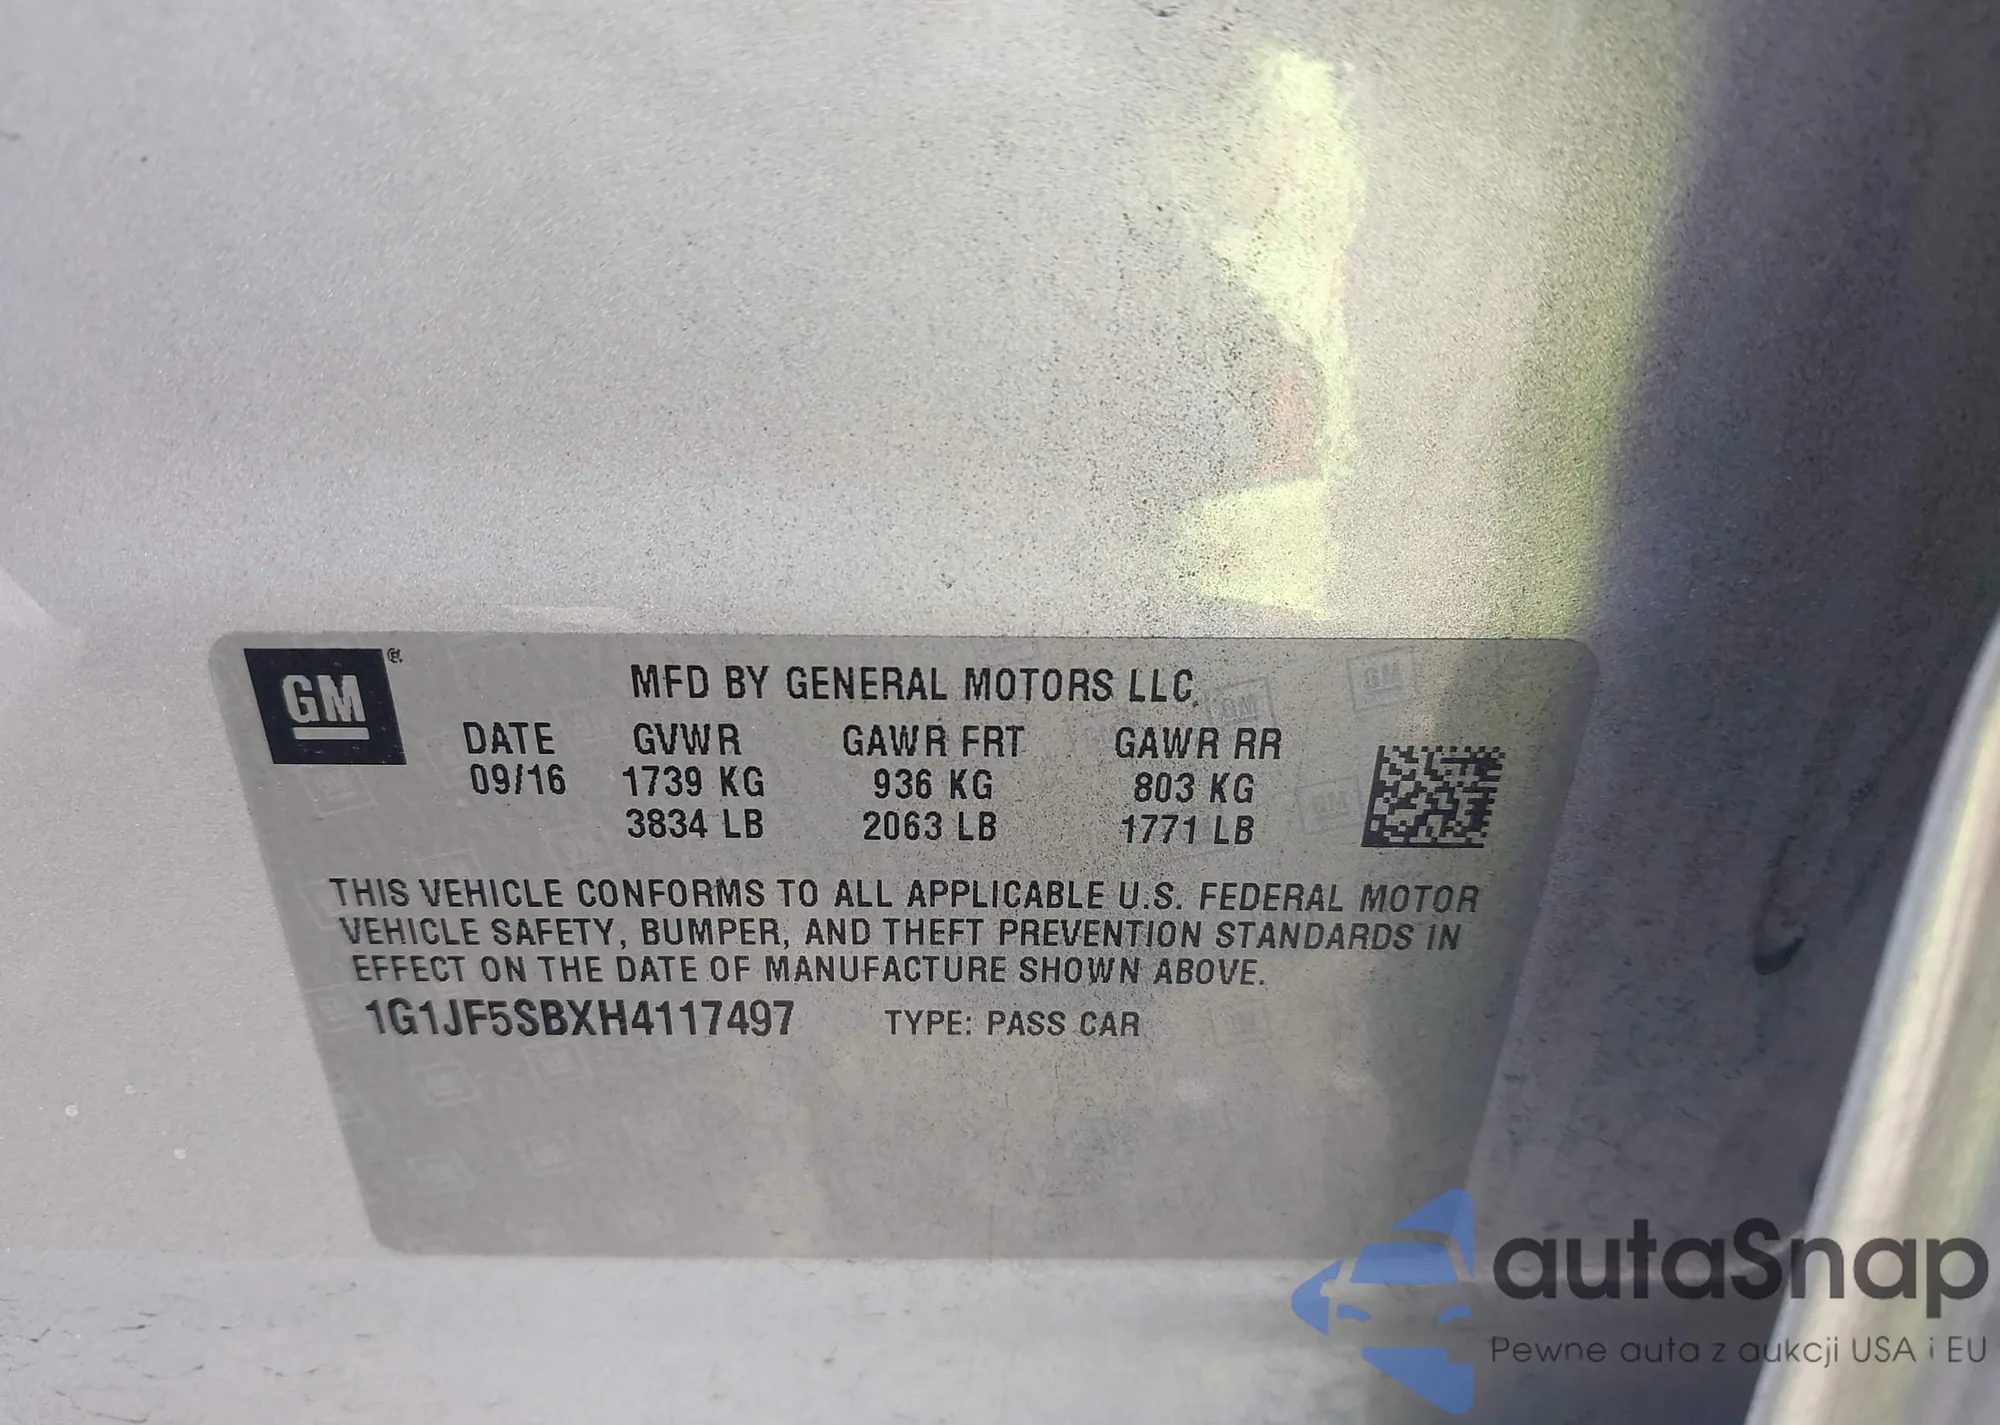 GM
MFD BY GENERAL MOTORS LLC.
DATE GVWR GAWR FRT GAWR RR
09/16 1739 KG 936 KG 803 KG
3834 LB 2063 LB 1771 LB
THIS VEHICLE CONFORMS TO ALL APPLICABLE U.S. FEDERAL MOTOR
VEHICLE SAFETY, BUMPER, AND THEFT PREVENTION STANDARDS IN
EFFECT ON THE DATE OF MANUFACTURE SHOWN ABOVE.
1G1JF5SBXH4117497 TYPE: PASS CAR
autaSnap
Pewne auta z aukcji USA i EU